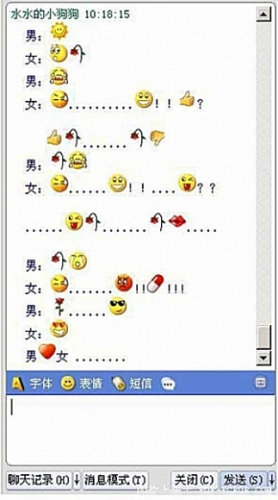 水水的小狗狗 10:18:15
男:
女:
男:
女: ..........!! ?
.......
男:
女: .......!!....??
...... ....... .....
男:
女: .......!! !!!
男: .......
女:
男 女 ........
字体 表情 短信
聊天记录(H) 消息模式(T) 关闭(C) 发送(S)